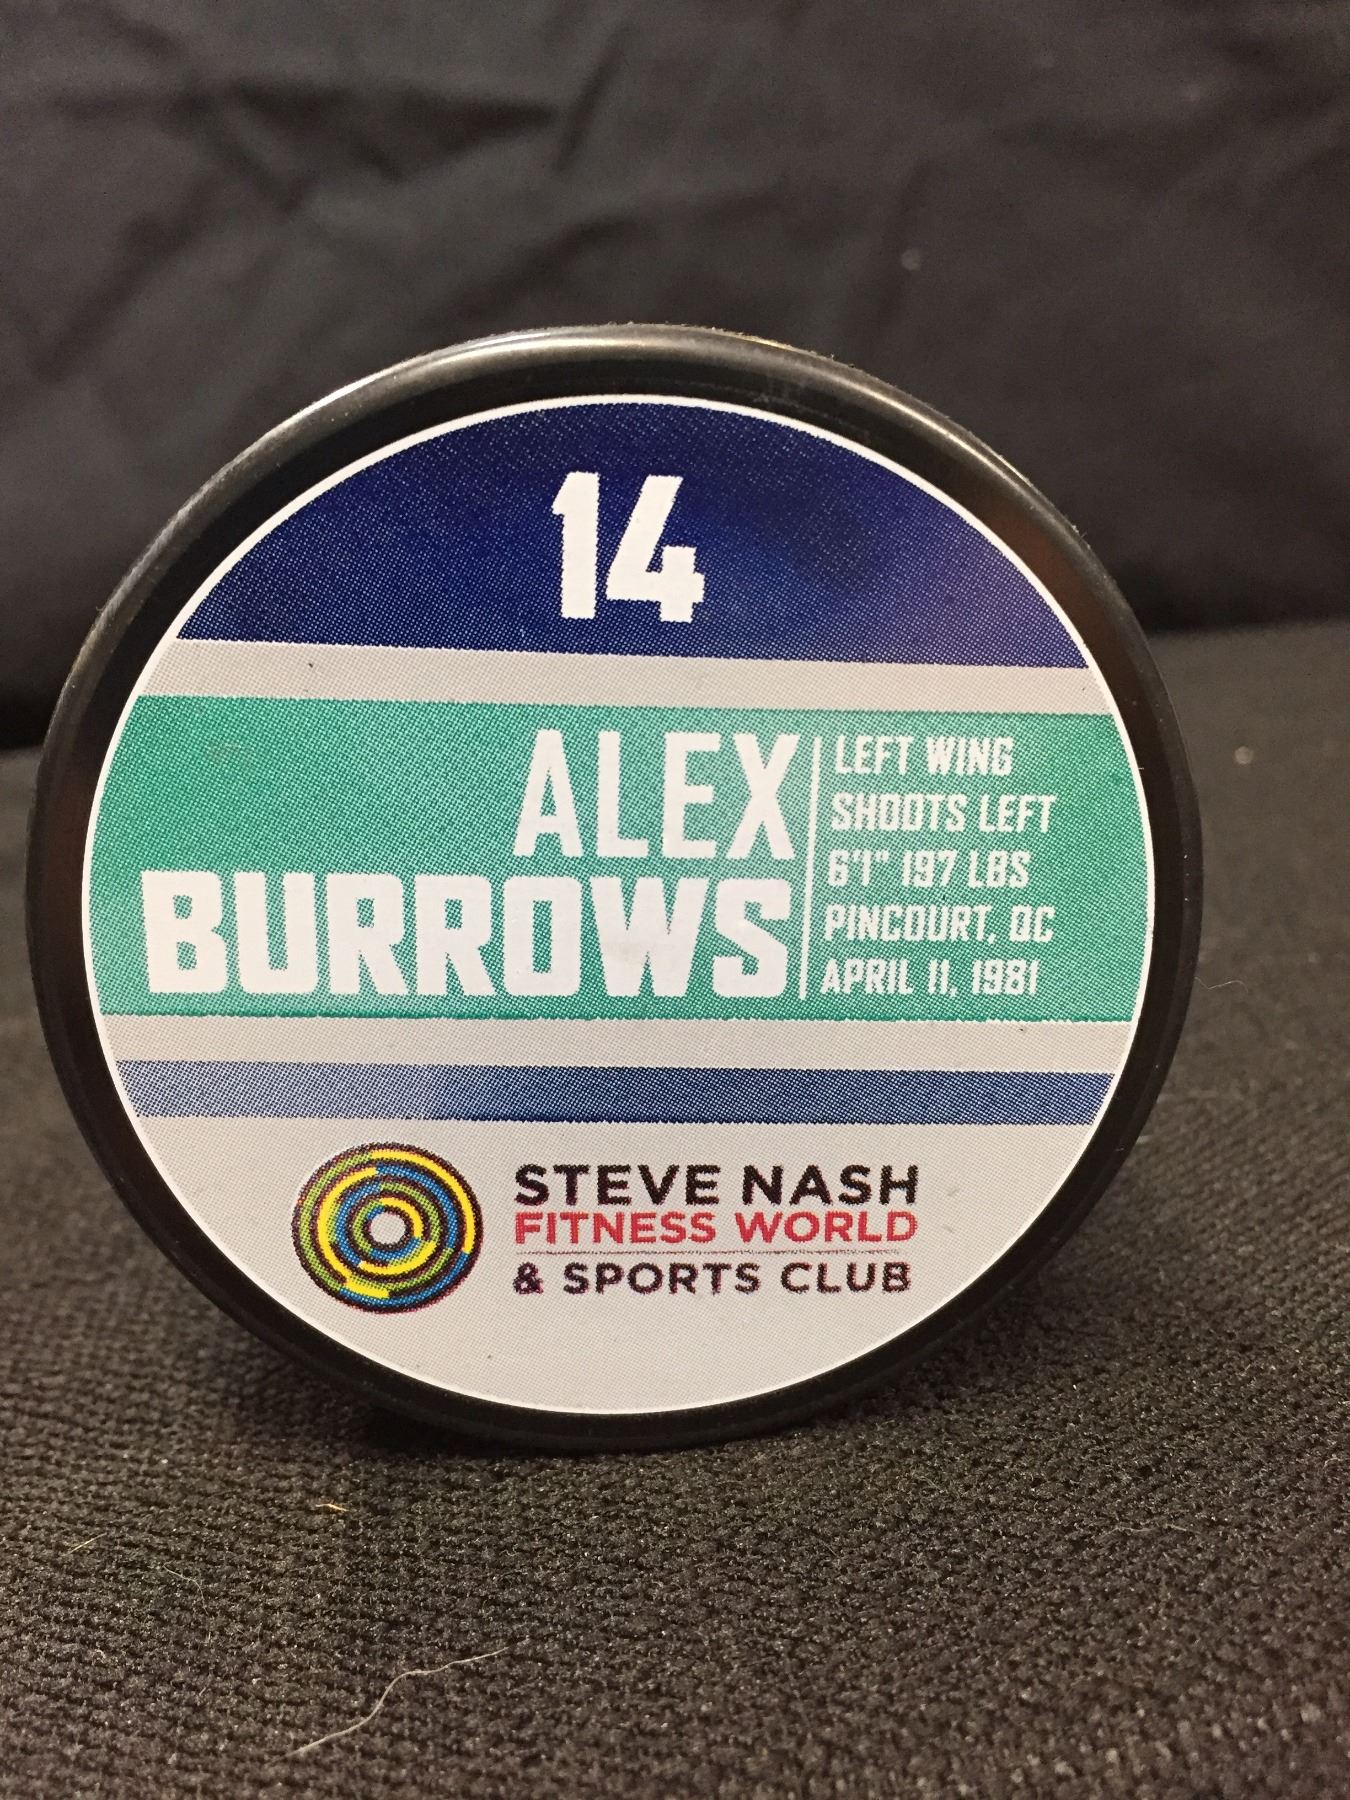 14
ALEX
BURROWS
LEFT WING
SHOOTS LEFT
6'1" 197 LBS
PINCOURT, QC
APRIL 11, 1981
STEVE NASH
FITNESS WORLD
& SPORTS CLUB